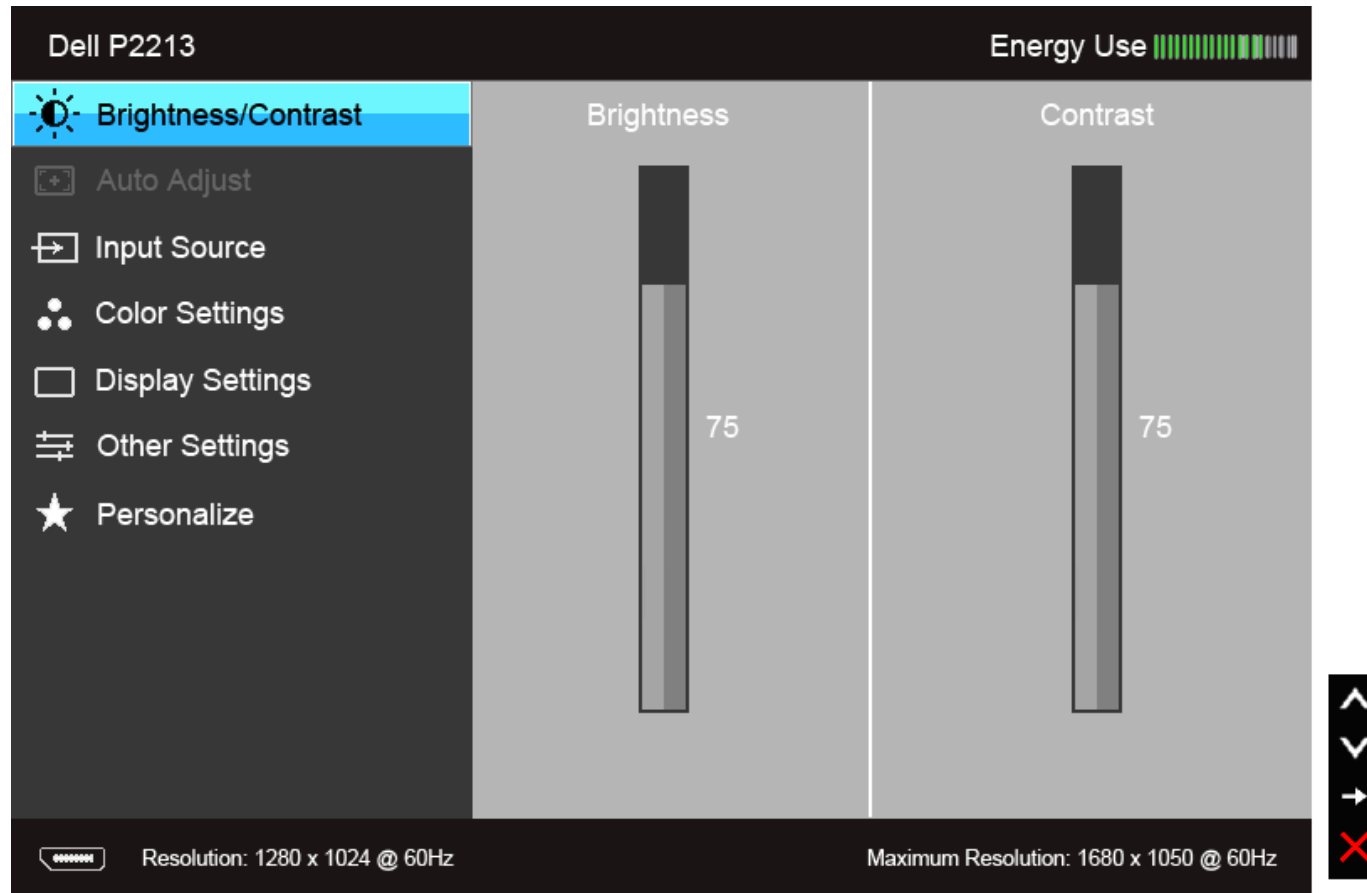 Dell P2213
Energy Use
Brightness/Contrast
Auto Adjust
Input Source
Color Settings
Display Settings
Other Settings
Personalize
Brightness
75
Contrast
75
Resolution: 1280 x 1024 @ 60Hz
Maximum Resolution: 1680 x 1050 @ 60Hz